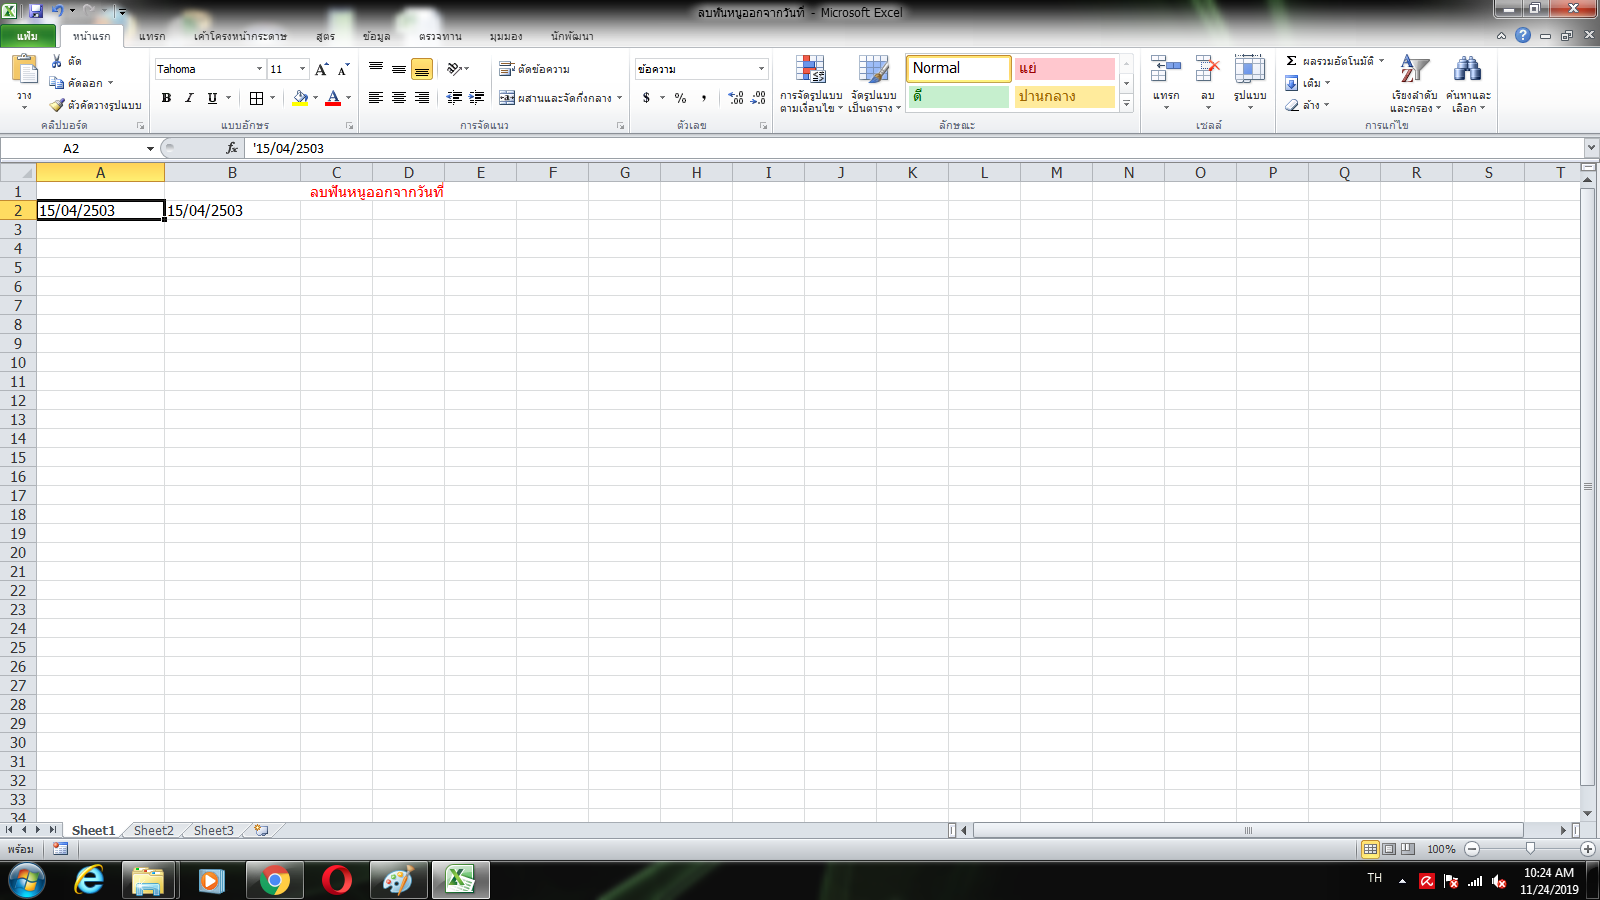 ลบฟันหนูออกจากวันที่ - Microsoft Excel
แฟ้ม หน้าแรก แทรก เค้าโครงหน้ากระดาษ สูตร ข้อมูล ตรวจทาน มุมมอง นักพัฒนา
วาง
ตัด
คัดลอก
ตัวคัดวางรูปแบบ
คลิปบอร์ด
Tahoma 11
B I U
แบบอักษร
ตัดข้อความ
ผสานและจัดกึ่งกลาง
การจัดแนว
ข้อความ
$ % ,
ตัวเลข
การจัดรูปแบบ
ตามเงื่อนไข
จัดรูปแบบ
เป็นตาราง
Normal แย่
ดี ปานกลาง
ลักษณะ
แทรก ลบ รูปแบบ
เซลล์
Σ ผลรวมอัตโนมัติ
เติม
ล้าง
เรียงลำดับ
และกรอง
ค้นหาและ
เลือก
การแก้ไข
A2 fx '15/04/2503
A B C D E F G H I J K L M N O P Q R S T
1 ลบฟันหนูออกจากวันที่
2 15/04/2503 15/04/2503
3
4
5
6
7
8
9
10
11
12
13
14
15
16
17
18
19
20
21
22
23
24
25
26
27
28
29
30
31
32
33
34
Sheet1 Sheet2 Sheet3
พร้อม 100%
TH 10:24 AM
11/24/2019